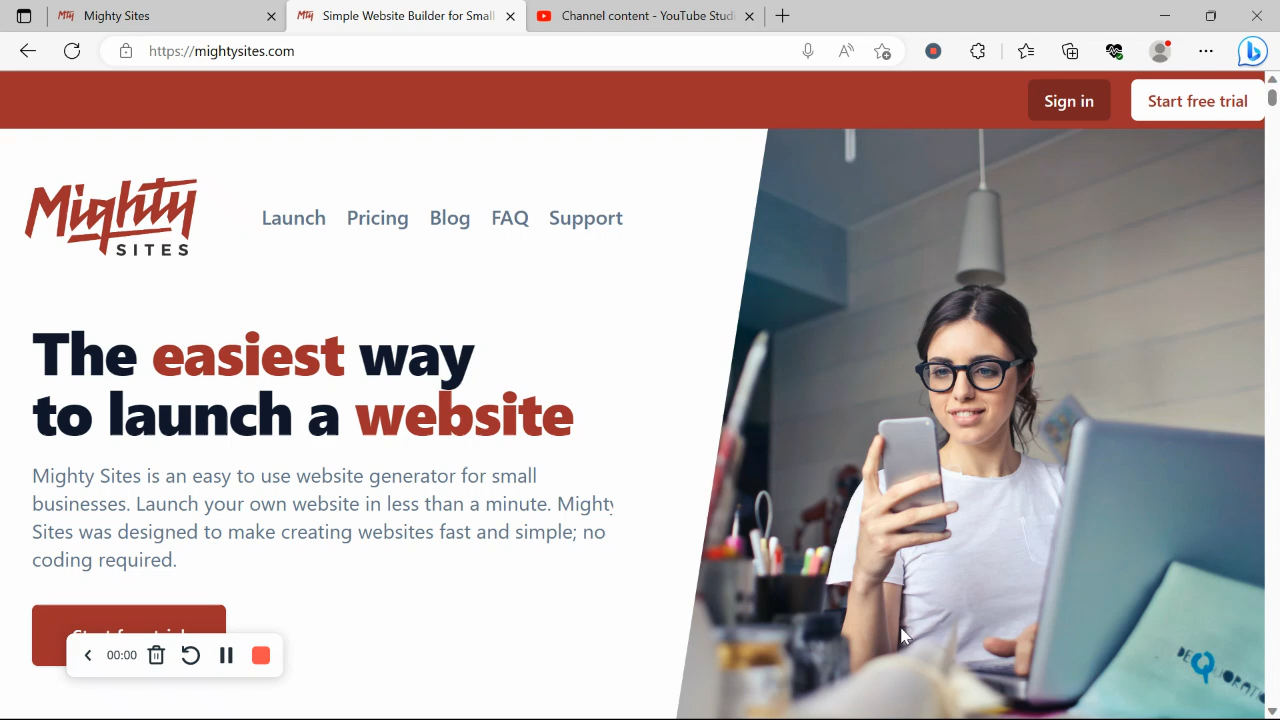 Mighty Sites
Simple Website Builder for Small
Channel content - YouTube Studi
https://mightysites.com
Sign in
Start free trial
Mighty
SITES
Launch
Pricing
Blog
FAQ
Support
The easiest way
to launch a website
Mighty Sites is an easy to use website generator for small
businesses. Launch your own website in less than a minute. Mighty
Sites was designed to make creating websites fast and simple; no
coding required.
Start free trial
00:00